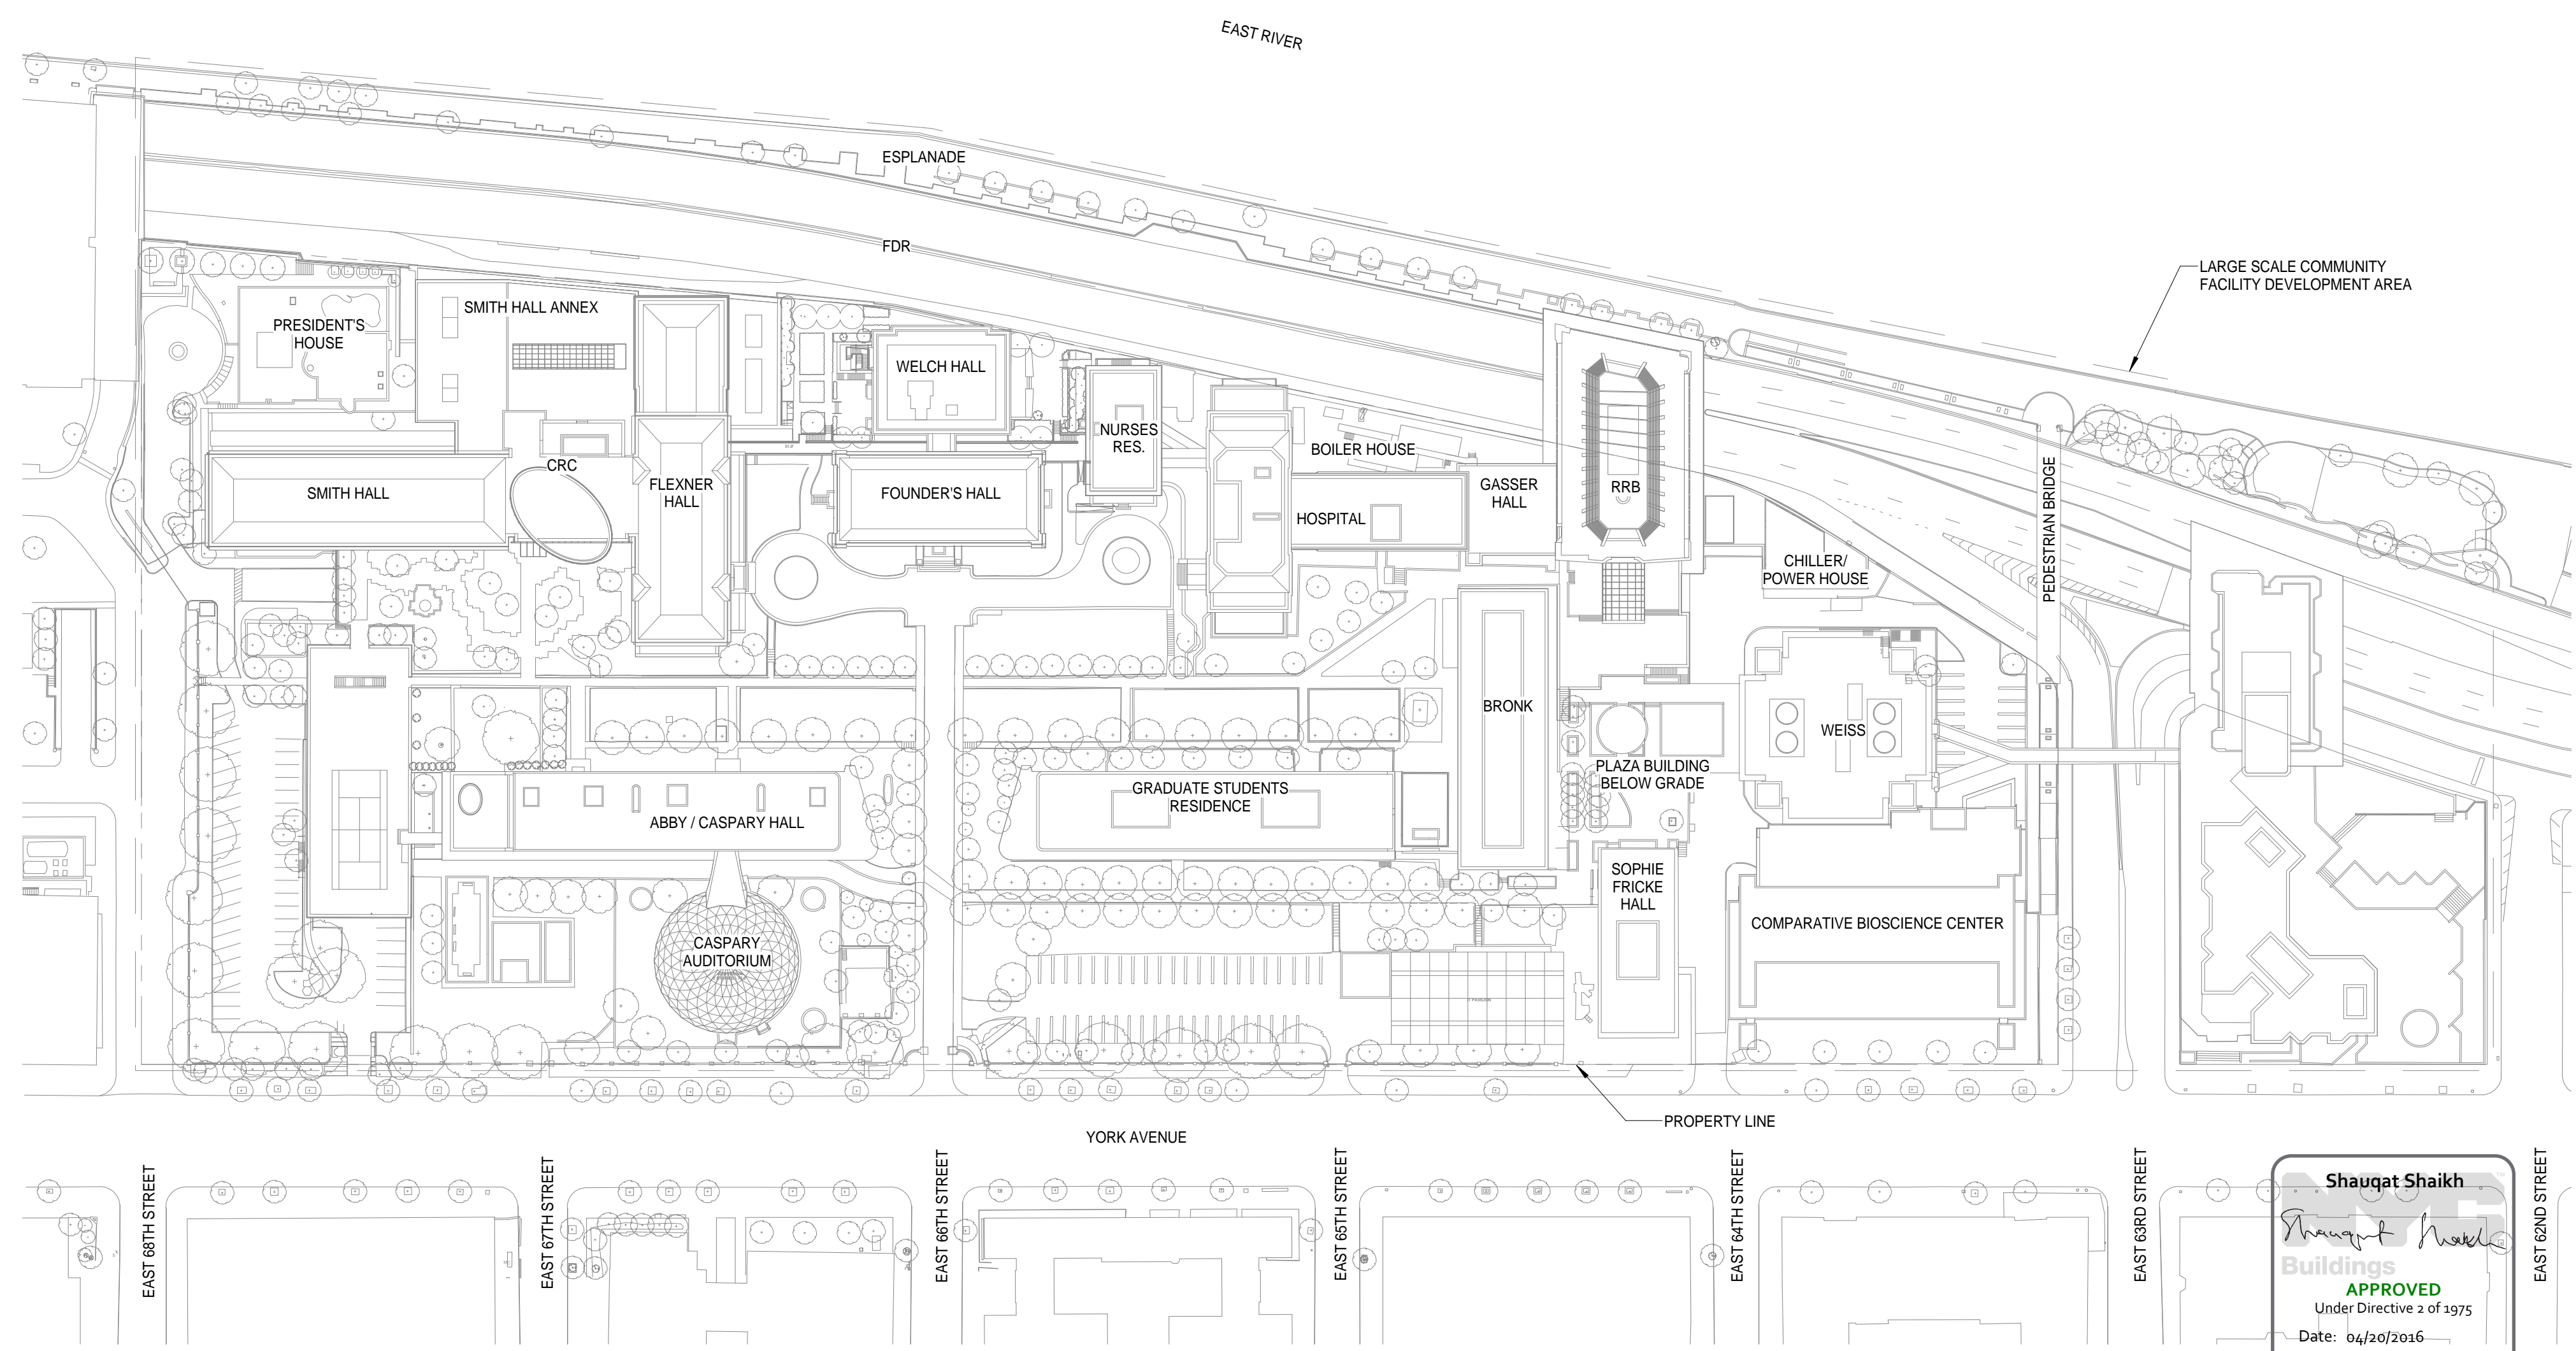 EAST RIVER
ESPLANADE
FDR
LARGE SCALE COMMUNITY
FACILITY DEVELOPMENT AREA
SMITH HALL ANNEX
PRESIDENT'S
HOUSE
WELCH HALL
NURSES
RES.
BOILER HOUSE
CRC
SMITH HALL
FLEXNER
HALL
FOUNDER'S HALL
HOSPITAL
GASSER
HALL
RRB
CHILLER/
POWER HOUSE
PEDESTRIAN BRIDGE
BRONK
WEISS
PLAZA BUILDING
BELOW GRADE
GRADUATE STUDENTS
RESIDENCE
ABBY / CASPARY HALL
SOPHIE
FRICKE
HALL
COMPARATIVE BIOSCIENCE CENTER
CASPARY
AUDITORIUM
PROPERTY LINE
YORK AVENUE
EAST 68TH STREET
EAST 67TH STREET
EAST 66TH STREET
EAST 65TH STREET
EAST 64TH STREET
EAST 63RD STREET
EAST 62ND STREET
NYC
TM
Shauqat Shaikh
Shauqat Shaikh
Buildings
APPROVED
Under Directive 2 of 1975
Date: 04/20/2016